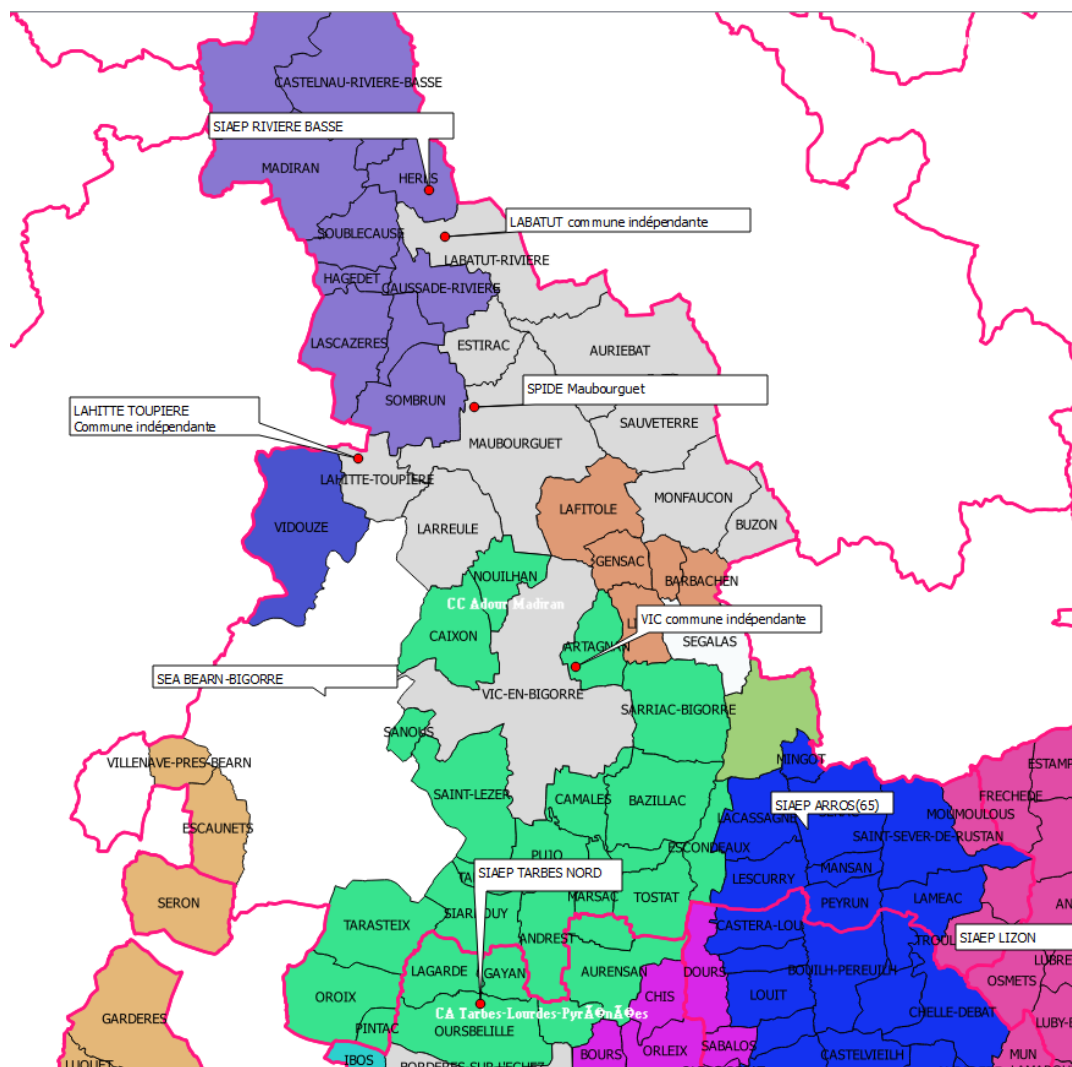 CASTELNAU-RIVIERE-BASSE
SIAEP RIVIERE BASSE
MADIRAN
HERES
LABATUT commune indépendante
SOUBLECAUSE
LABATUT-RIVIERE
HAGEDET
CAUSSADE-RIVIERE
LASCAZERES
ESTIRAC
AURIEBAT
SPIDE Maubourguet
SOMBRUN
LAHITTE TOUPIERE
Commune indépendante
SAUVETERRE
MAUBOURGUET
LAHITTE-TOUPIERE
MONFAUCON
LAFITOLE
VIDOUZE
LARREULE
BUZON
GENSAC
NOUILHAN
BARBACHEN
CC Adour Madiran
VIC commune indépendante
CAIXON
ARTAGNAN
SEGALAS
SEA BEARN-BIGORRE
VIC-EN-BIGORRE
SARRIAC-BIGORRE
SANOUS
MINGOT
VILLENAVE-PRES-BEARN
ESTAMP
SAINT-LEZER
CAMALES
BAZILLAC
FRECHEDE
SIAEP ARROS(65)
MOUMOULOUS
LACASSAGNE
ESCAUNETS
SAINT-SEVER-DE-RUSTAN
ESCONDEAUX
PUJO
MANSAN
SIAEP TARBES NORD
LESCURRY
SERON
MARSAC
TOSTAT
PEYRUN
LAMEAC
AN
TARASTEIX
CASTERA-LOU
ANDREST
SIAEP LIZON
LUBRE
LAGARDE
GAYAN
AURENSAN
DOURS
BOUILH-PEREUILH
OSMETS
OROIX
CHIS
LOUIT
CHELLE-DEBAT
CA Tarbes-Lourdes-PyrÃ©nÃ©es
GARDERES
PINTAC
OURSBELILLE
LUBY-B
IBOS
BOURS
ORLEIX
SABALOS
CASTELVIEILH
MUN